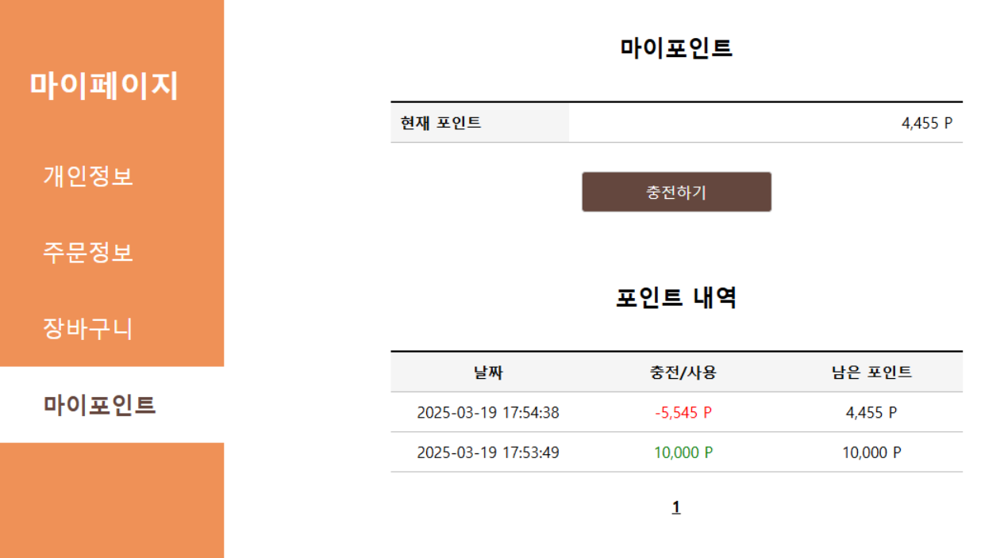 마이페이지
개인정보
주문정보
장바구니
마이포인트
마이포인트
현재 포인트 4,455 P
충전하기
포인트 내역
날짜 충전/사용 남은 포인트
2025-03-19 17:54:38 -5,545 P 4,455 P
2025-03-19 17:53:49 10,000 P 10,000 P
1